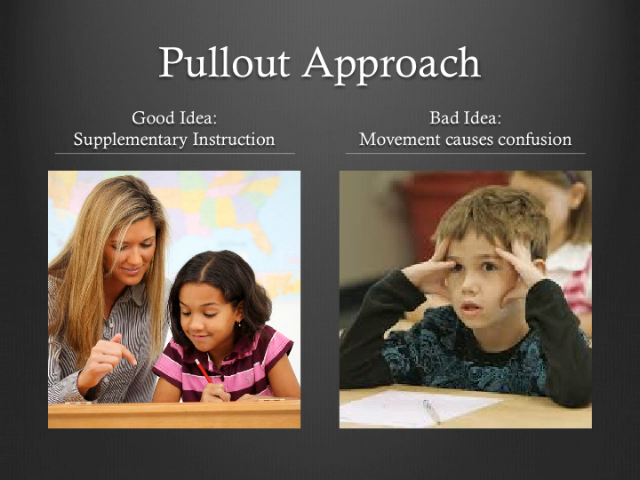 Pullout Approach
Good Idea:
Supplementary Instruction
Bad Idea:
Movement causes confusion